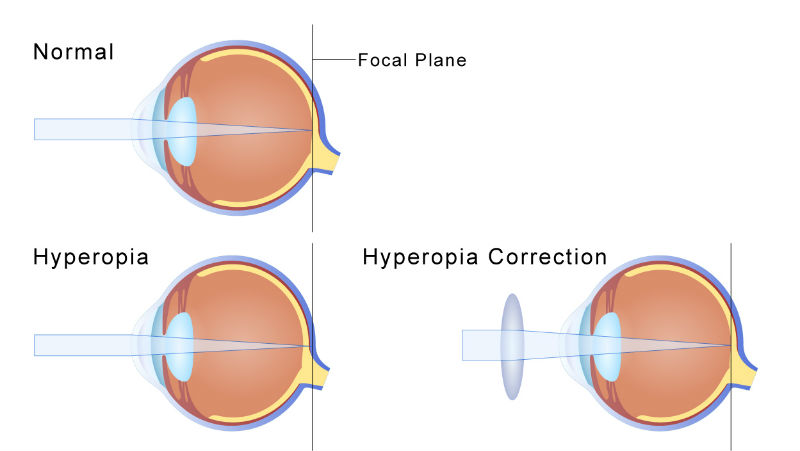 Normal
Focal Plane
Hyperopia
Hyperopia Correction